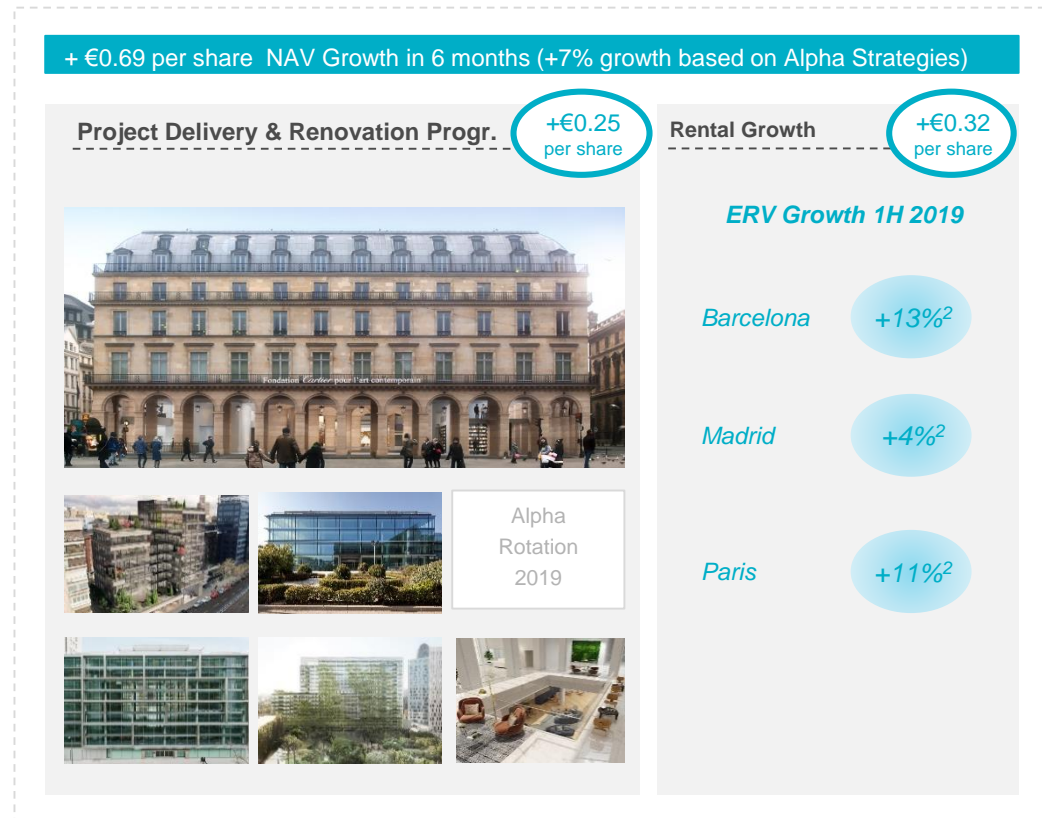 + €0.69 per share NAV Growth in 6 months (+7% growth based on Alpha Strategies)
Project Delivery & Renovation Progr.
+€0.25
per share
Fondation Cartier pour l'art contemporain
Alpha
Rotation
2019
Rental Growth
+€0.32
per share
ERV Growth 1H 2019
Barcelona +13%²
Madrid +4%²
Paris +11%²